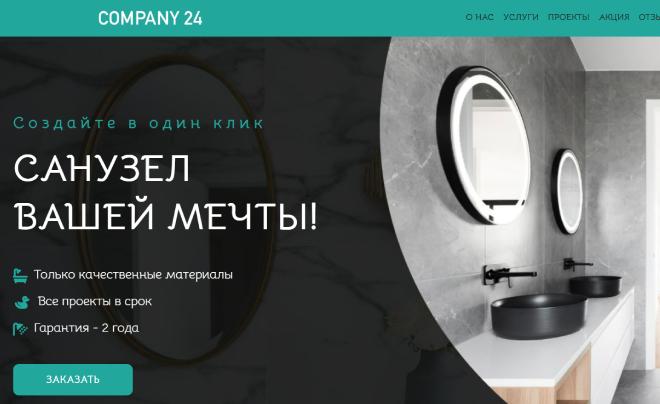 COMPANY 24
О НАС УСЛУГИ ПРОЕКТЫ АКЦИЯ
Создайте в один клик
САНУЗЕЛ
ВАШЕЙ МЕЧТЫ!
Только качественные материалы
Все проекты в срок
Гарантия - 2 года
ЗАКАЗАТЬ